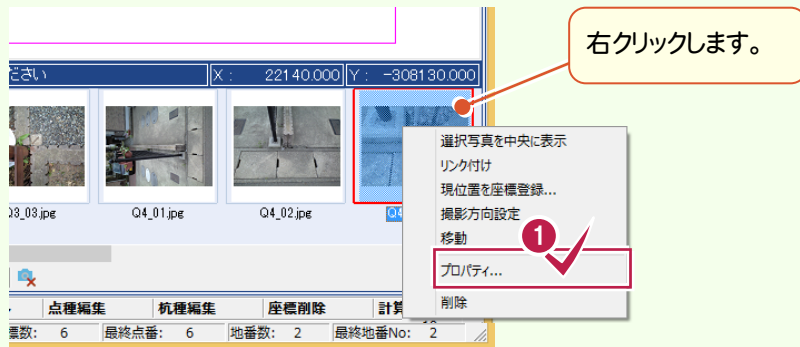 右クリックします。
ださい X : 22140.000 Y : -308130.000
選択写真を中央に表示
リンク付け
現位置を座標登録...
撮影方向設定
移動
1
プロパティ...
削除
Q3_03.jpg Q4_01.jpg Q4_02.jpg
点種編集 杭種編集 座標削除
票数: 6 最終点番: 6 地番数: 2 最終地番No: 2